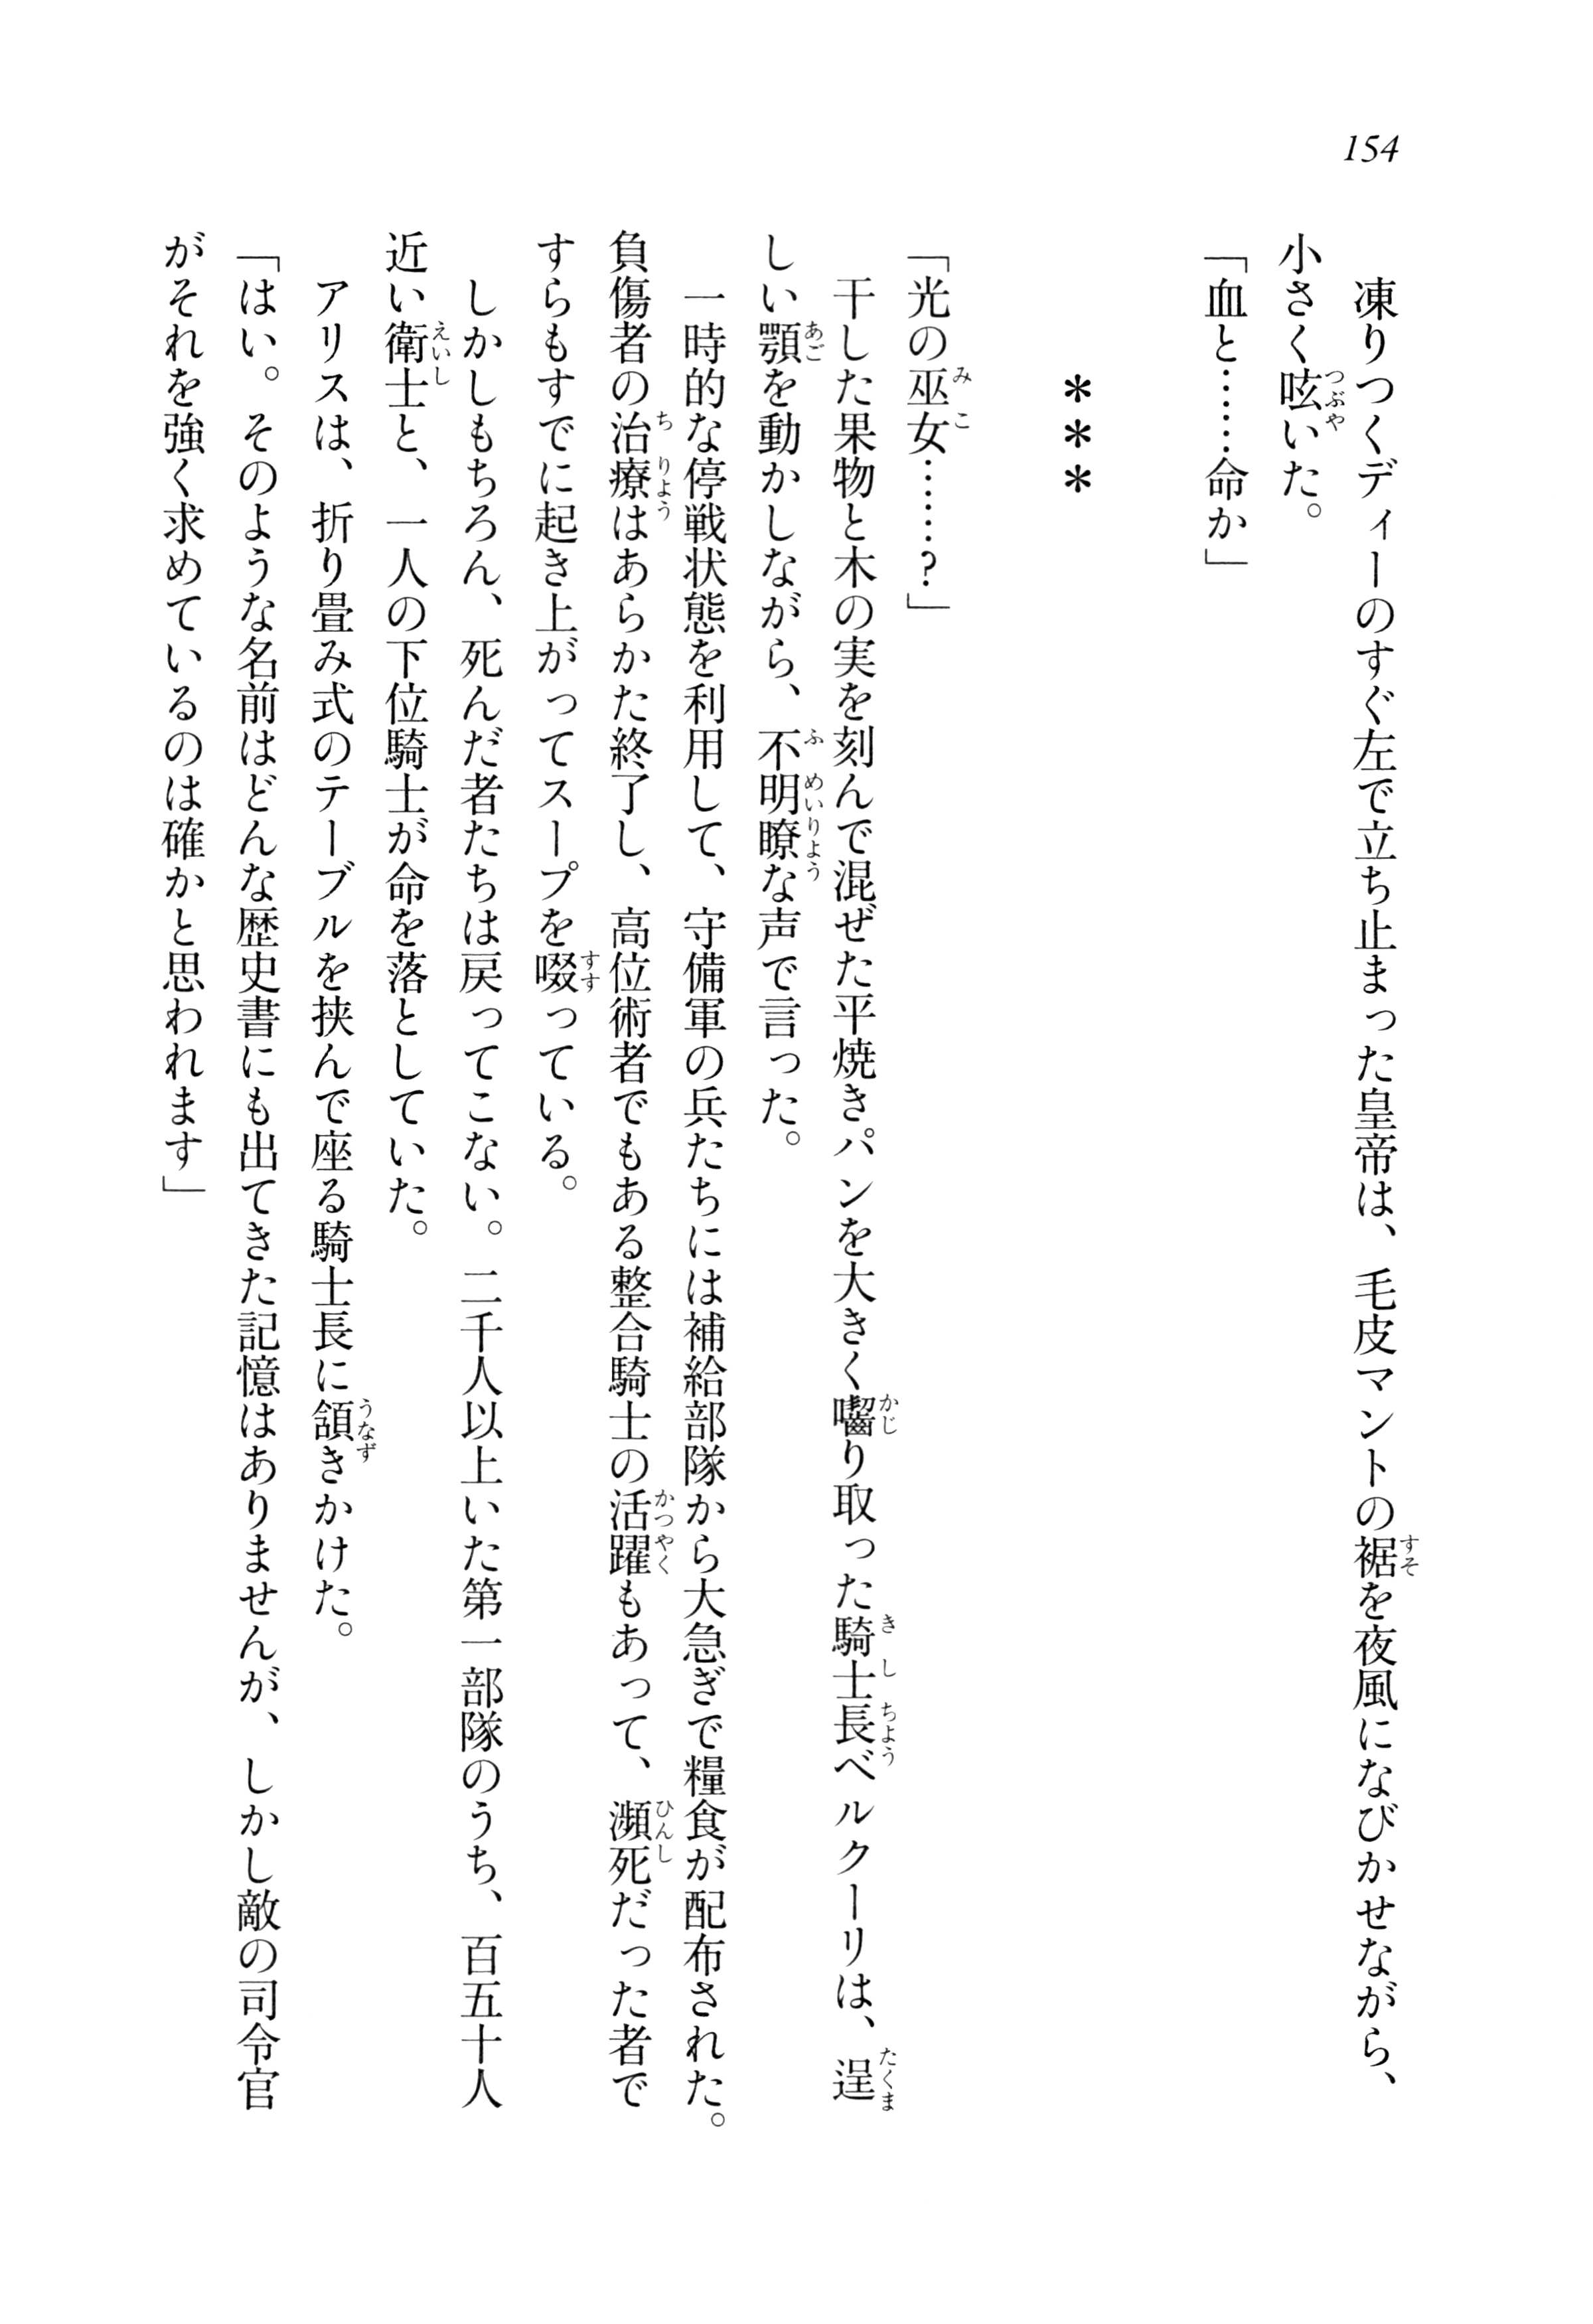 154
　凍りつくディーのすぐ左で立ち止まった皇帝は、毛皮マントの裾を夜風になびかせながら、
小さく呟いた。
「血と……命か」
＊＊＊
「光の巫女……？」
　干した果物と木の実を刻んで混ぜた平焼きパンを大きく囓り取った騎士長ベルクーリは、逞
しい顎を動かしながら、不明瞭な声で言った。
　一時的な停戦状態を利用して、守備軍の兵たちには補給部隊から大急ぎで糧食が配布された。
負傷者の治療はあらかた終了し、高位術者でもある整合騎士の活躍もあって、瀕死だった者で
すらもすでに起き上がってスープを啜っている。
　しかしもちろん、死んだ者たちは戻ってこない。二千人以上いた第一部隊のうち、百五十人
近い衛士と、一人の下位騎士が命を落としていた。
　アリスは、折り畳み式のテーブルを挟んで座る騎士長に頷きかけた。
「はい。そのような名前はどんな歴史書にも出てきた記憶はありませんが、しかし敵の司令官
がそれを強く求めているのは確かと思われます」